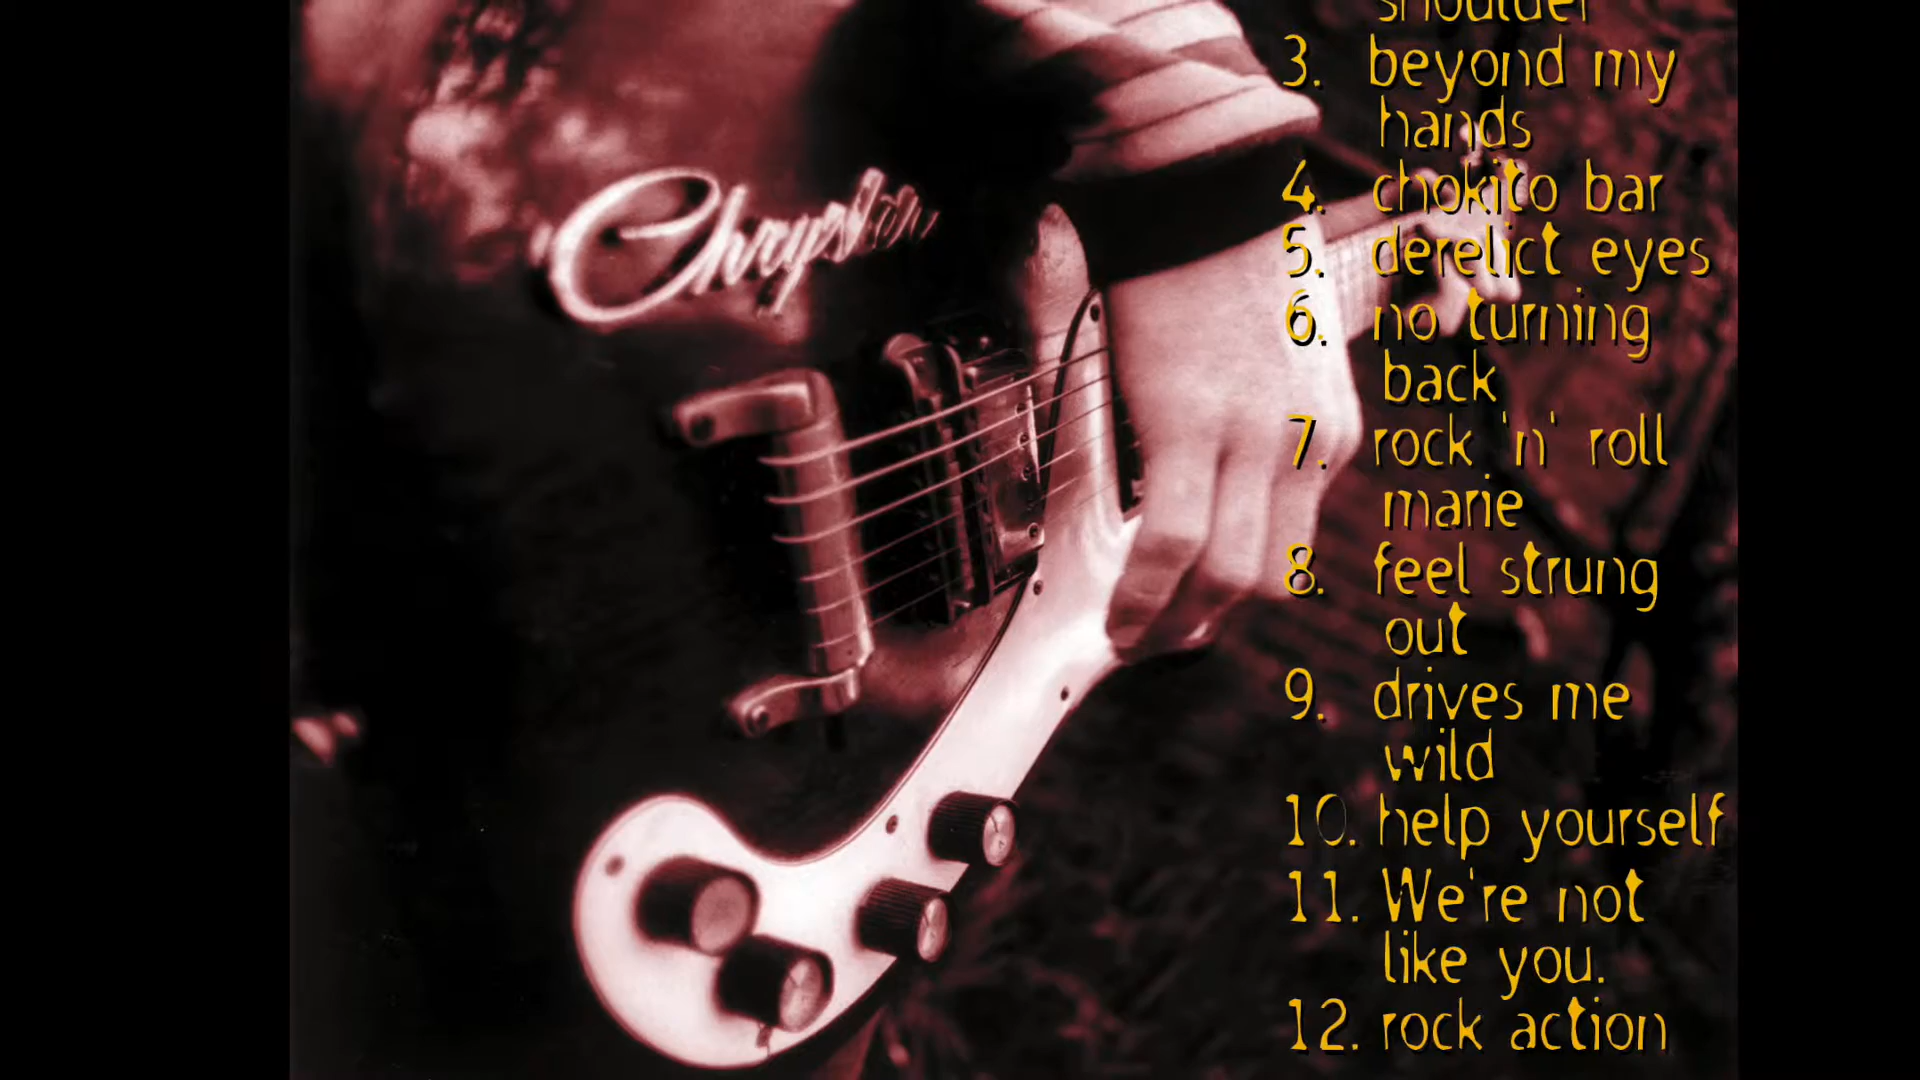 shoulder
3. beyond my
hands
4. chokito bar
5. derelict eyes
6. no turning
back
7. rock 'n' roll
marie
8. feel strung
out
9. drives me
wild
10. help yourself
11. We're not
like you.
12. rock action
Chrysler